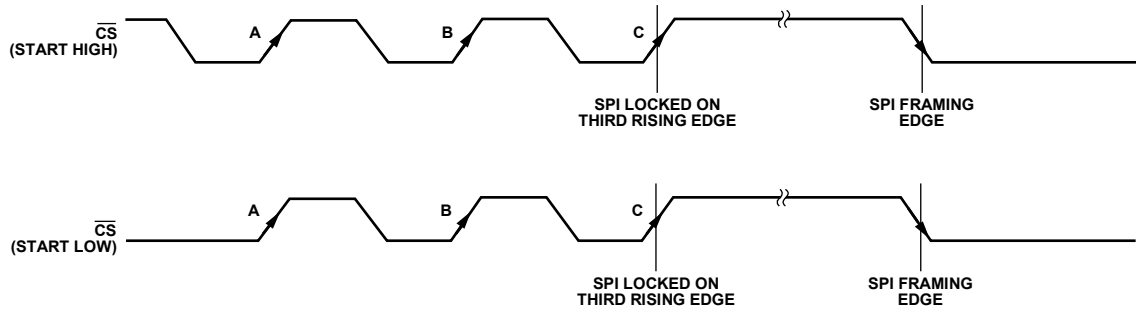 CS
(START HIGH)
A
B
C
SPI LOCKED ON
THIRD RISING EDGE
SPI FRAMING
EDGE
CS
(START LOW)
A
B
C
SPI LOCKED ON
THIRD RISING EDGE
SPI FRAMING
EDGE